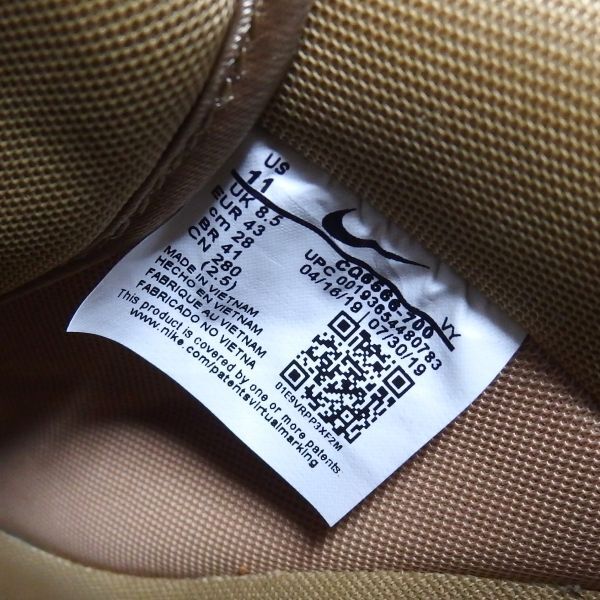 US
11
UK 8.5
EUR 43
cm 28
BR 41
CN 280
(2.5)
MADE IN VIETNAM
HECHO EN VIETNAM
FABRIQUE AU VIETNAM
FABRICADO NO VIETNA
This product is covered by one or more patents.
www.nike.com/patentsvirtualmarking
VY
UPC 00193654480783
04/16/19 | 07/30/19
01E9VRPP3XF2M